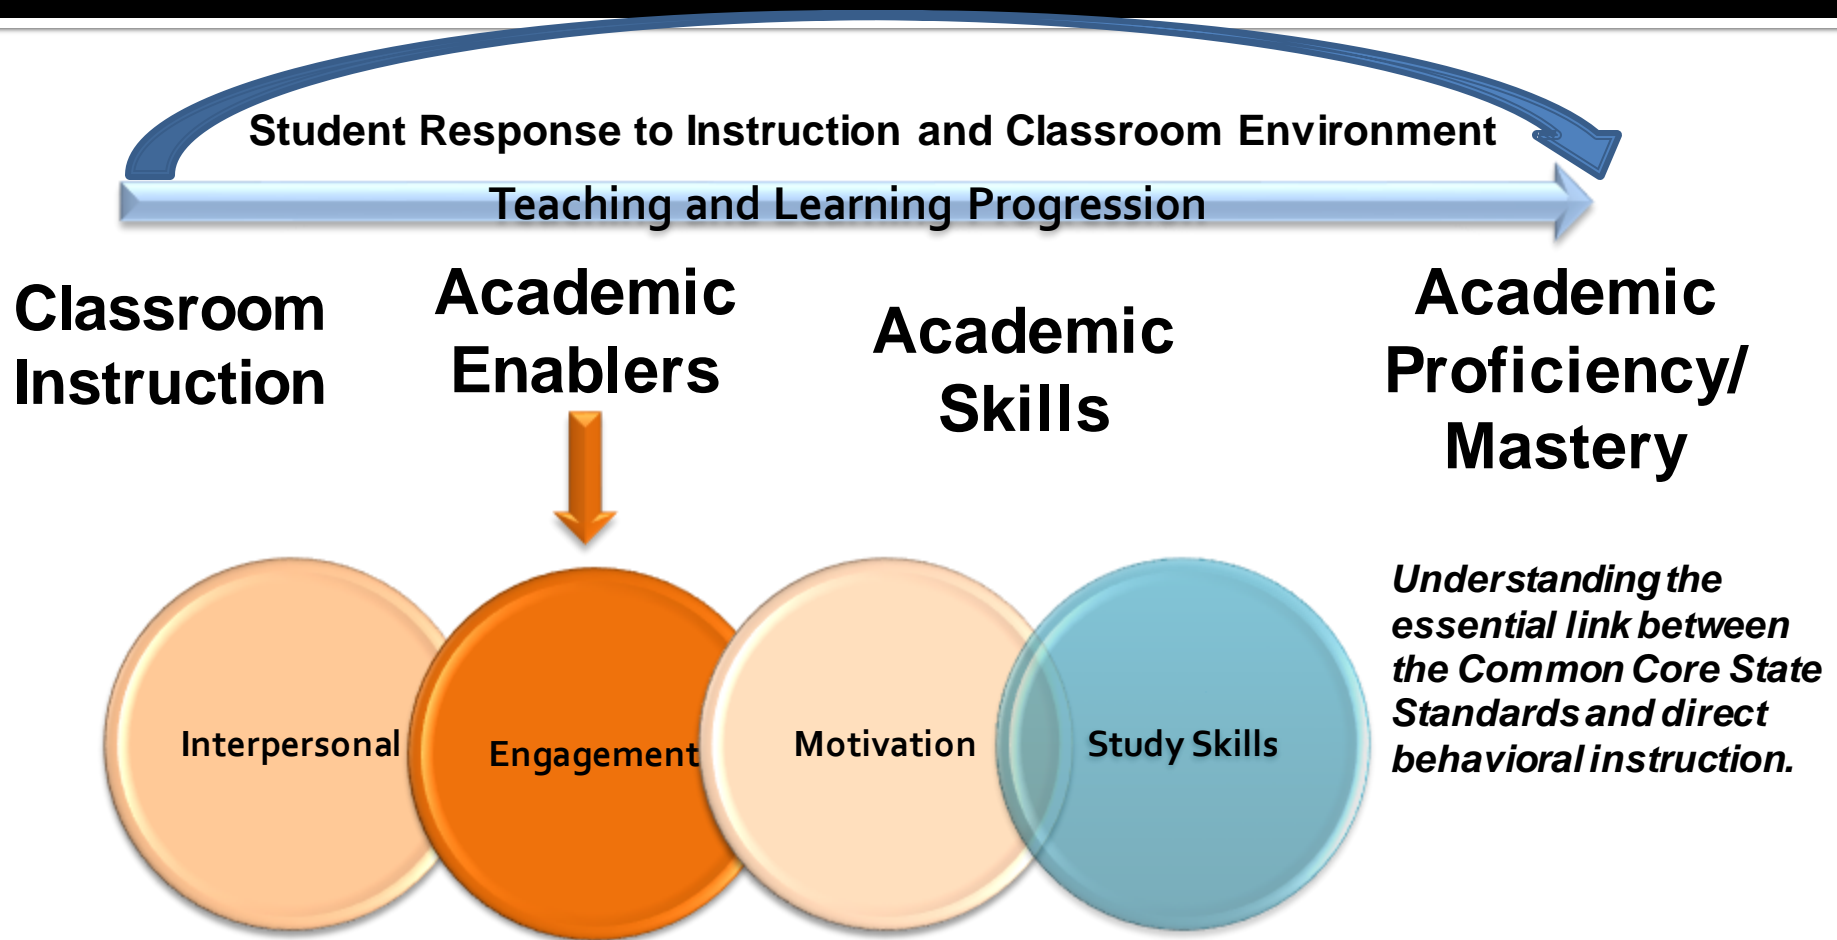 Student Response to Instruction and Classroom Environment
Teaching and Learning Progression
Classroom
Instruction
Academic
Enablers
Academic
Skills
Academic
Proficiency/
Mastery
Interpersonal
Engagement
Motivation
Study Skills
Understanding the
essential link between
the Common Core State
Standards and direct
behavioral instruction.